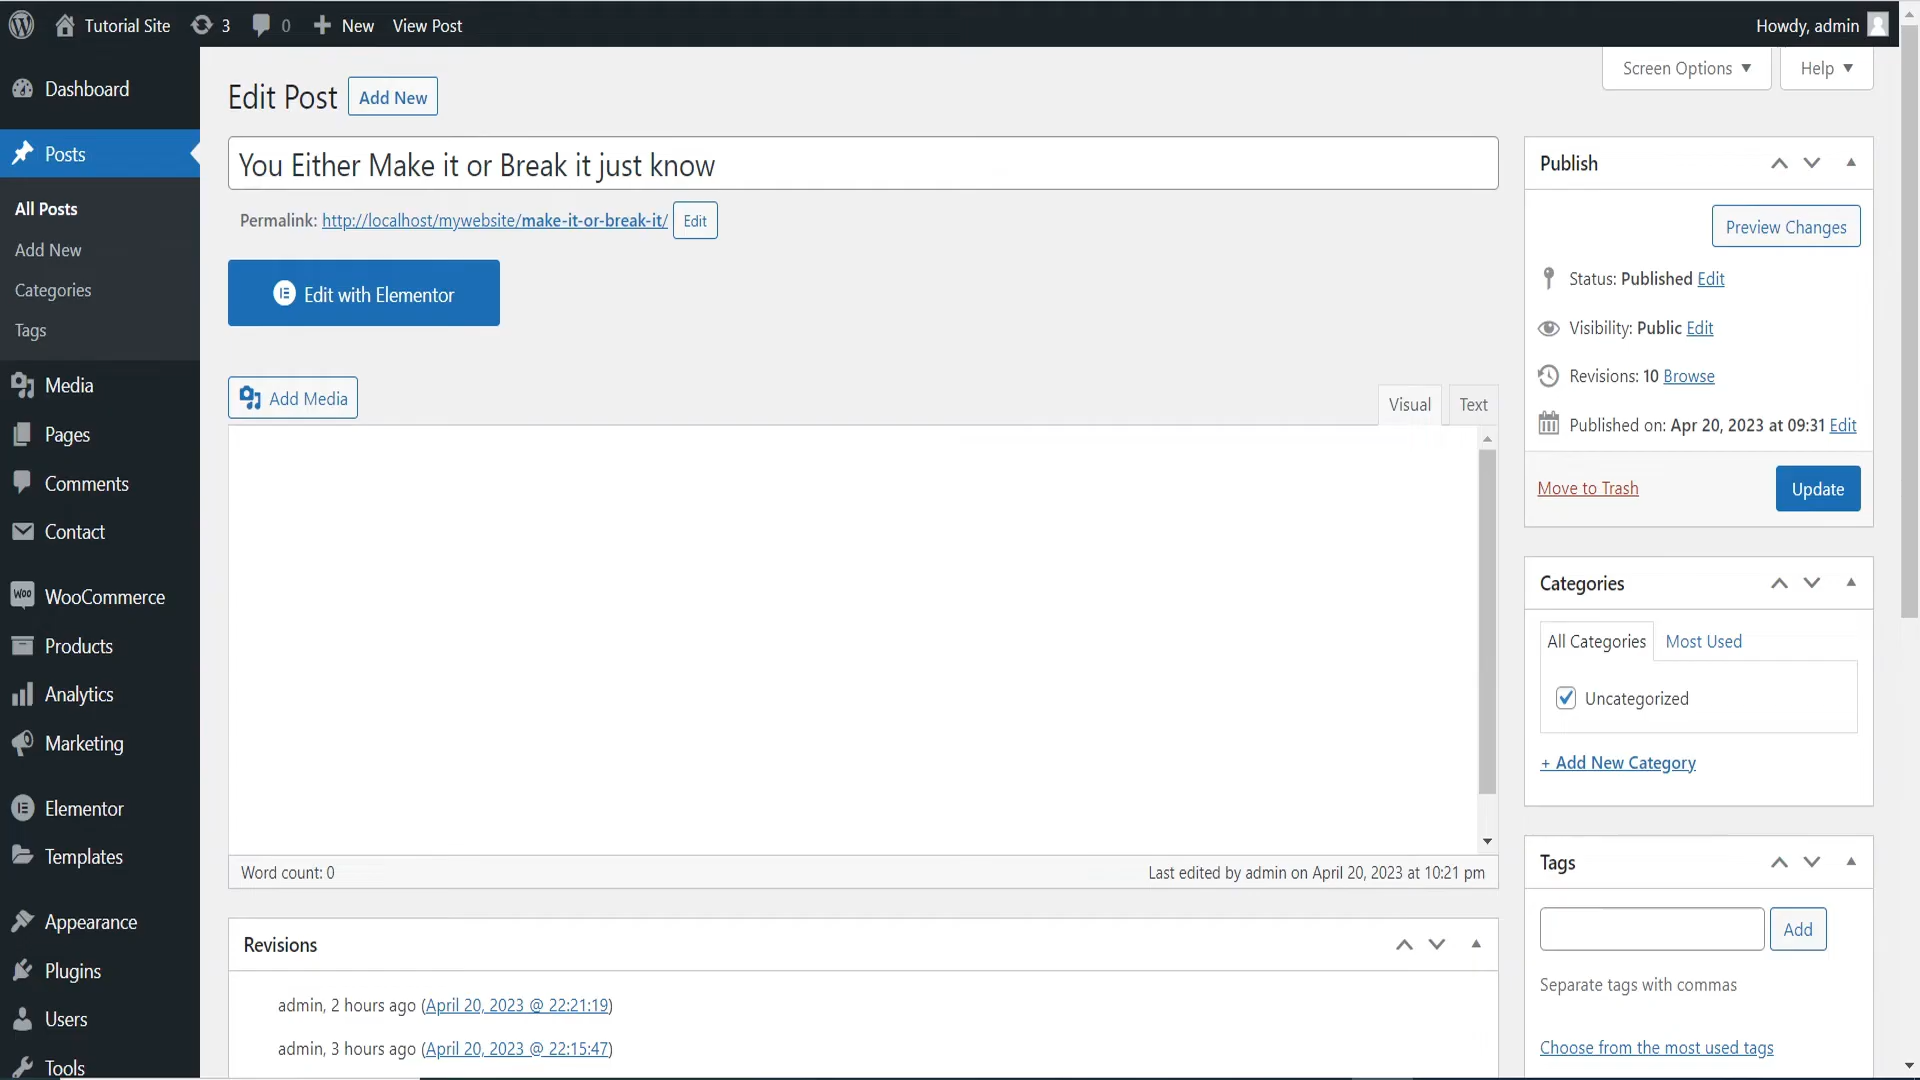 Tutorial Site 3 0 New View Post Howdy, admin
Dashboard
Posts
All Posts
Add New
Categories
Tags
Media
Pages
Comments
Contact
Woo WooCommerce
Products
Analytics
Marketing
Elementor
Templates
Appearance
Plugins
Users
Tools
Screen Options Help
Edit Post Add New
You Either Make it or Break it just know
Permalink: http://localhost/mywebsite/make-it-or-break-it/ Edit
Edit with Elementor
Add Media
Visual Text
Word count: 0 Last edited by admin on April 20, 2023 at 10:21 pm
Revisions
admin, 2 hours ago (April 20, 2023 @ 22:21:19)
admin, 3 hours ago (April 20, 2023 @ 22:15:47)
Publish
Preview Changes
Status: Published Edit
Visibility: Public Edit
Revisions: 10 Browse
Published on: Apr 20, 2023 at 09:31 Edit
Move to Trash Update
Categories
All Categories Most Used
Uncategorized
+ Add New Category
Tags
Add
Separate tags with commas
Choose from the most used tags